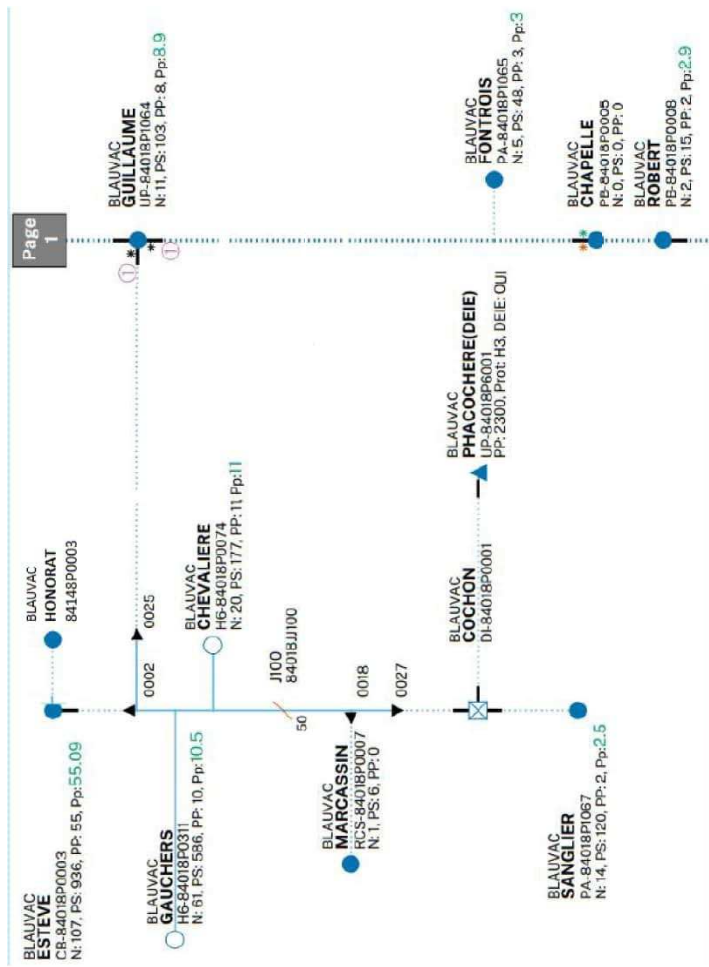 Page
1
BLAUVAC
ESTEVE
CB-84018P0003
N: 107, PS: 936, PP: 55, Pp:55.09
BLAUVAC
HONORAT
84148P0003
BLAUVAC
GUILLAUME
UP-84018P1064
N: 11, PS: 103, PP: 8, Pp:8.9
*
*
1
1
0002
0025
BLAUVAC
GAUCHERS
H6-84018P0311
N: 61, PS: 586, PP: 10, Pp:10.5
BLAUVAC
CHEVALIERE
H6-84018P0074
N: 20, PS: 177, PP: 11, Pp:11
J100
84018JJ100
50
BLAUVAC
MARCASSIN
RCS-84018P0007
N: 1, PS: 6, PP: 0
0018
0027
BLAUVAC
COCHON
DI-84018P0001
BLAUVAC
PHACOCHERE(DEIE)
UP-84018P6001
PP: 2300, Prot: H3, DEIE: OUI
BLAUVAC
FONTROIS
PA-84018P1065
N: 5, PS: 48, PP: 3, Pp:3
BLAUVAC
SANGLIER
PA-84018P1067
N: 14, PS: 120, PP: 2, Pp:2.5
* *
BLAUVAC
CHAPELLE
PB-84018P0005
N: 0, PS: 0, PP: 0
BLAUVAC
ROBERT
PB-84018P0008
N: 2, PS: 15, PP: 2, Pp:2.9